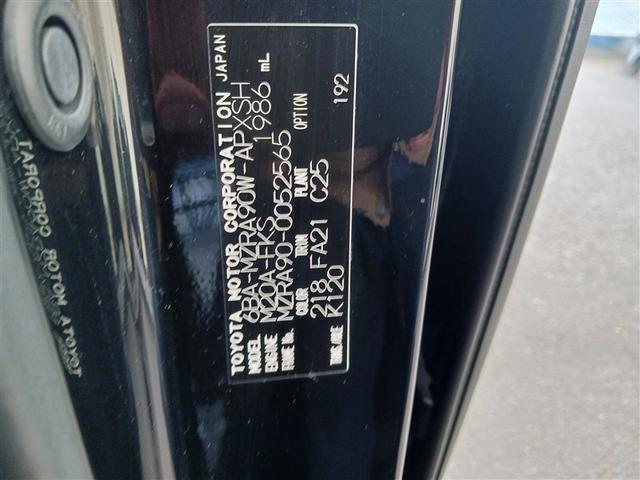 TOYOTA MOTOR CORPORATION JAPAN
MODEL 6BA-MZRA90W-APXSH
ENGINE M20A-FKS 1986 mL
FRAME No. MZRA90-0052565
COLOR TRIM PLANT OPTION
218 FA21 C25 192
TRANS./AXLE K120
TOYOTA MOTOR CORPORAT